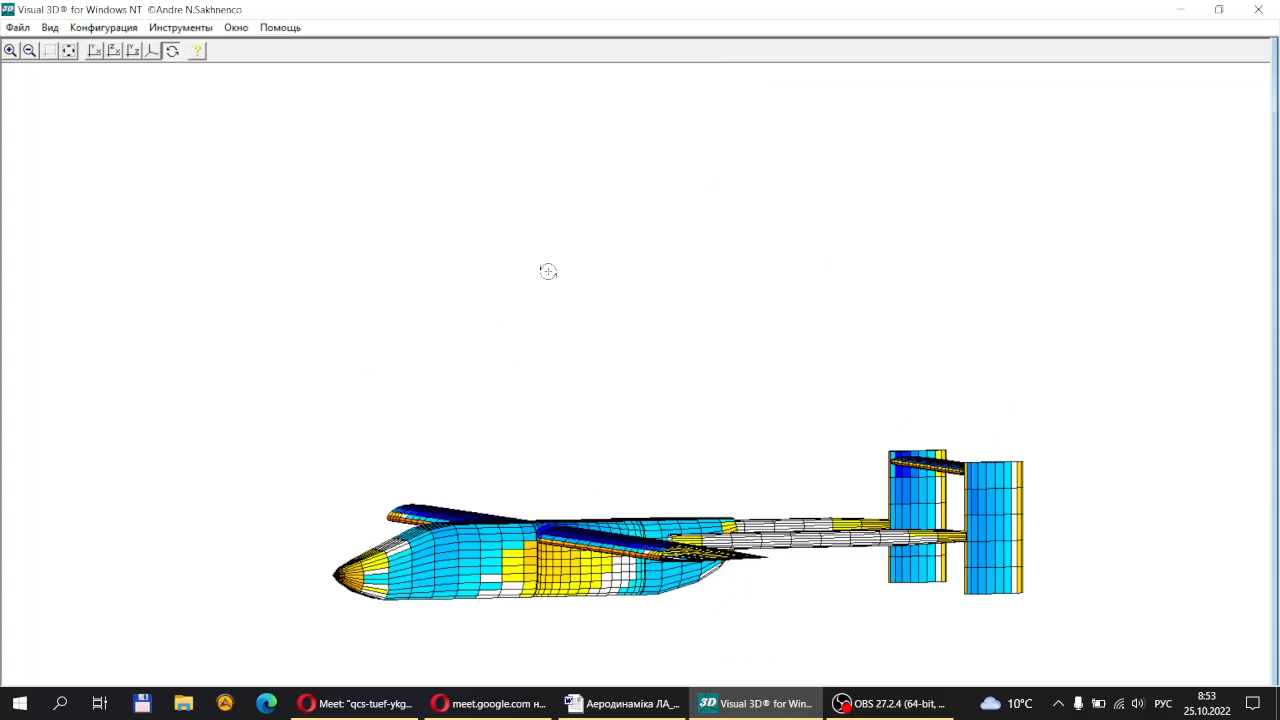 3D Visual 3D® for Windows NT ©Andre N.Sakhnenco
Файл Вид Конфигурация Инструменты Окно Помощь
Y X Z X Y Z ?
Meet: "qcs-tuef-ykg... meet.google.com н... W Аеродинаміка ЛА_... 3D Visual 3D® for Win... OBS 27.2.4 (64-bit, ... 10°C РУС
8:53
25.10.2022